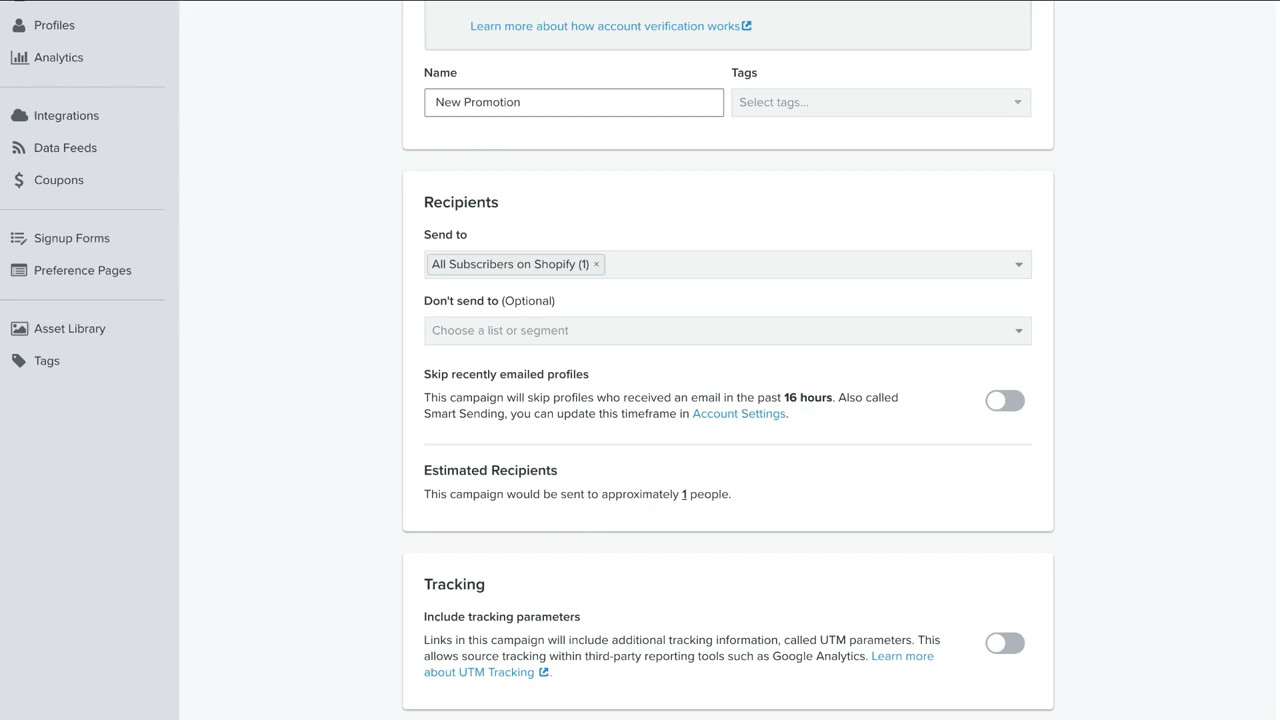 Profiles
Analytics
Integrations
Data Feeds
Coupons
Signup Forms
Preference Pages
Asset Library
Tags
Learn more about how account verification works
Name
Tags
New Promotion
Select tags...
Recipients
Send to
All Subscribers on Shopify (1) ×
Don't send to (Optional)
Choose a list or segment
Skip recently emailed profiles
This campaign will skip profiles who received an email in the past 16 hours. Also called
Smart Sending, you can update this timeframe in Account Settings.
Estimated Recipients
This campaign would be sent to approximately 1 people.
Tracking
Include tracking parameters
Links in this campaign will include additional tracking information, called UTM parameters. This
allows source tracking within third-party reporting tools such as Google Analytics. Learn more
about UTM Tracking .